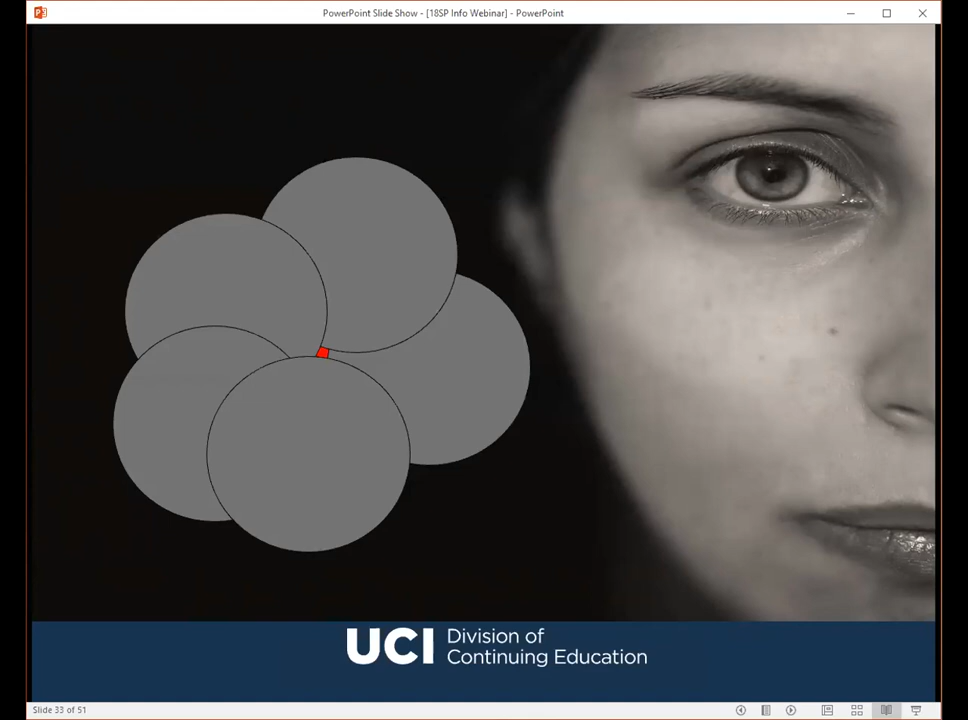 PowerPoint Slide Show - [18SP Info Webinar] - PowerPoint
UCI Division of
Continuing Education
Slide 33 of 51